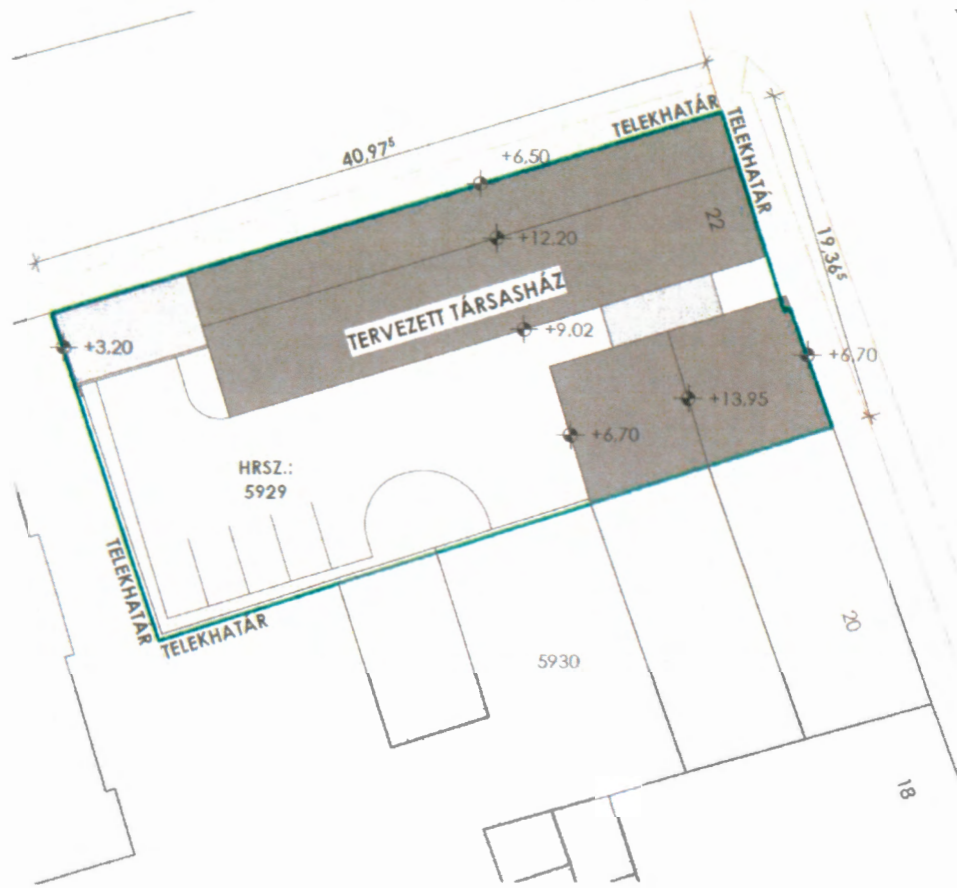 TELEKHATÁR
TELEKHATÁR
40,97⁵
+6,50
22
+12.20
19,36⁵
TERVEZETT TÁRSASHÁZ
+9.02
+3.20
+6,70
+13,95
+6,70
HRSZ.:
5929
TELEKHATÁR
TELEKHATÁR
20
5930
18